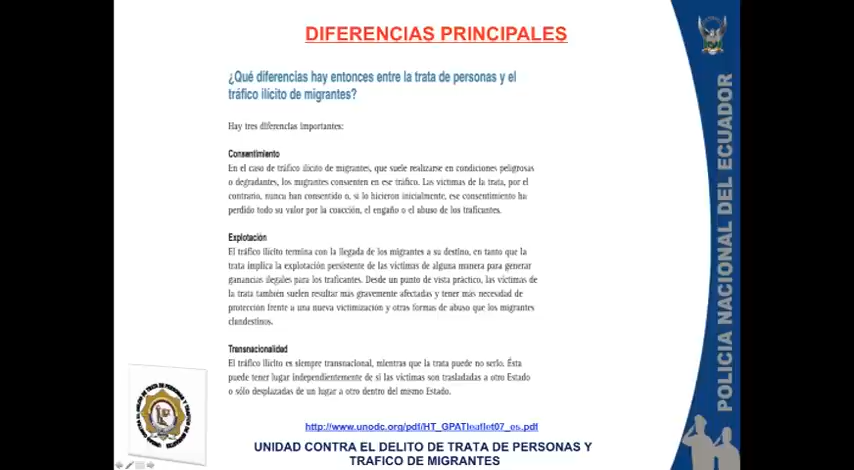 DIFERENCIAS PRINCIPALES
¿Qué diferencias hay entonces entre la trata de personas y el
tráfico ilícito de migrantes?
Hay tres diferencias importantes:
Consentimiento
En el caso de tráfico ilícito de migrantes, que suele realizarse en condiciones peligrosas
o degradantes, los migrantes consienten en ese tráfico. Las víctimas de la trata, por el
contrario, nunca han consentido o, si lo hicieron inicialmente, ese consentimiento ha
perdido todo su valor por la coacción, el engaño o el abuso de los traficantes.
Explotación
El tráfico ilícito termina con la llegada de los migrantes a su destino, en tanto que la
trata implica la explotación persistente de las víctimas de alguna manera para generar
ganancias ilegales para los traficantes. Desde un punto de vista práctico, las víctimas de
la trata también suelen resultar más gravemente afectadas y tener más necesidad de
protección frente a una nueva victimización y otras formas de abuso que los migrantes
clandestinos.
Transnacionalidad
El tráfico ilícito es siempre transnacional, mientras que la trata puede no serlo. Ésta
puede tener lugar independientemente de si las víctimas son trasladadas a otro Estado
o sólo desplazadas de un lugar a otro dentro del mismo Estado.
http://www.unodc.org/pdf/HT_GPATleaflet07_es.pdf
UNIDAD CONTRA EL DELITO DE TRATA DE PERSONAS Y
TRAFICO DE MIGRANTES
POLICIA NACIONAL DEL ECUADOR